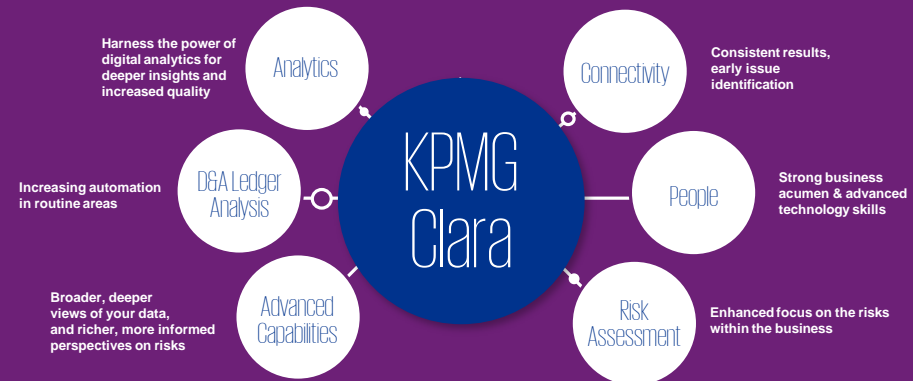 Harness the power of
digital analytics for
deeper insights and
increased quality
Analytics
Connectivity
Consistent results,
early issue
identification
KPMG
Clara
Increasing automation
in routine areas
D&A Ledger
Analysis
People
Strong business
acumen & advanced
technology skills
Broader, deeper
views of your data,
and richer, more informed
perspectives on risks
Advanced
Capabilities
Risk
Assessment
Enhanced focus on the risks
within the business